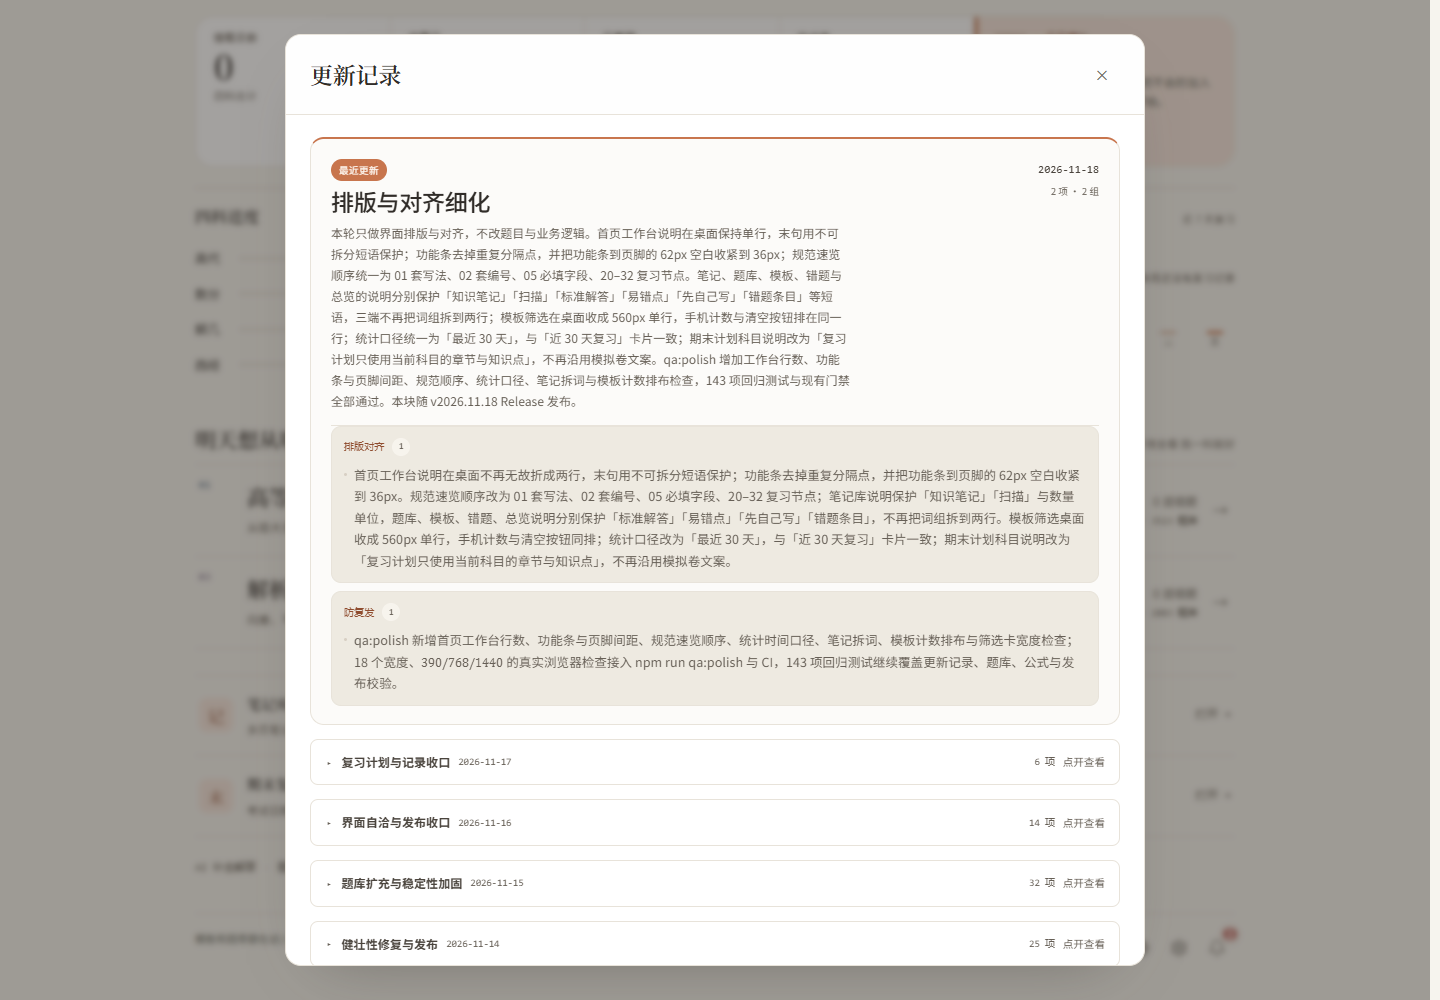 更新记录
×
最近更新
2026-11-18
排版与对齐细化
2 项 · 2 组
本轮只做界面排版与对齐，不改题目与业务逻辑。首页工作台说明在桌面保持单行，末句用不可
拆分短语保护；功能条去掉重复分隔点，并把功能条到页脚的 62px 空白收紧到 36px；规范速览
顺序统一为 01 套写法、02 套编号、05 必填字段、20–32 复习节点。笔记、题库、模板、错题与
总览的说明分别保护「知识笔记」「扫描」「标准解答」「易错点」「先自己写」「错题条目」等短
语，三端不再把词组拆到两行；模板筛选在桌面收成 560px 单行，手机计数与清空按钮排在同一
行；统计口径统一为「最近 30 天」，与「近 30 天复习」卡片一致；期末计划科目说明改为「复习
计划只使用当前科目的章节与知识点」，不再沿用模拟卷文案。qa:polish 增加工作台行数、功能
条与页脚间距、规范顺序、统计口径、笔记拆词与模板计数排布检查，143 项回归测试与现有门禁
全部通过。本块随 v2026.11.18 Release 发布。
排版对齐 1
首页工作台说明在桌面不再无故折成两行，末句用不可拆分短语保护；功能条去掉重复分隔点，并把功能条到页脚的 62px 空白收紧
到 36px。规范速览顺序改为 01 套写法、02 套编号、05 必填字段、20–32 复习节点；笔记库说明保护「知识笔记」「扫描」与数量
单位，题库、模板、错题、总览说明分别保护「标准解答」「易错点」「先自己写」「错题条目」，不再把词组拆到两行。模板筛选桌面
收成 560px 单行，手机计数与清空按钮同排；统计口径改为「最近 30 天」，与「近 30 天复习」卡片一致；期末计划科目说明改为
「复习计划只使用当前科目的章节与知识点」，不再沿用模拟卷文案。
防复发 1
qa:polish 新增首页工作台行数、功能条与页脚间距、规范速览顺序、统计时间口径、笔记拆词、模板计数排布与筛选卡宽度检查；
18 个宽度、390/768/1440 的真实浏览器检查接入 npm run qa:polish 与 CI，143 项回归测试继续覆盖更新记录、题库、公式与发
布校验。
复习计划与记录收口 2026-11-17 6 项 点开查看
界面自洽与发布收口 2026-11-16 14 项 点开查看
题库扩充与稳定性加固 2026-11-15 32 项 点开查看
健壮性修复与发布 2026-11-14 25 项 点开查看